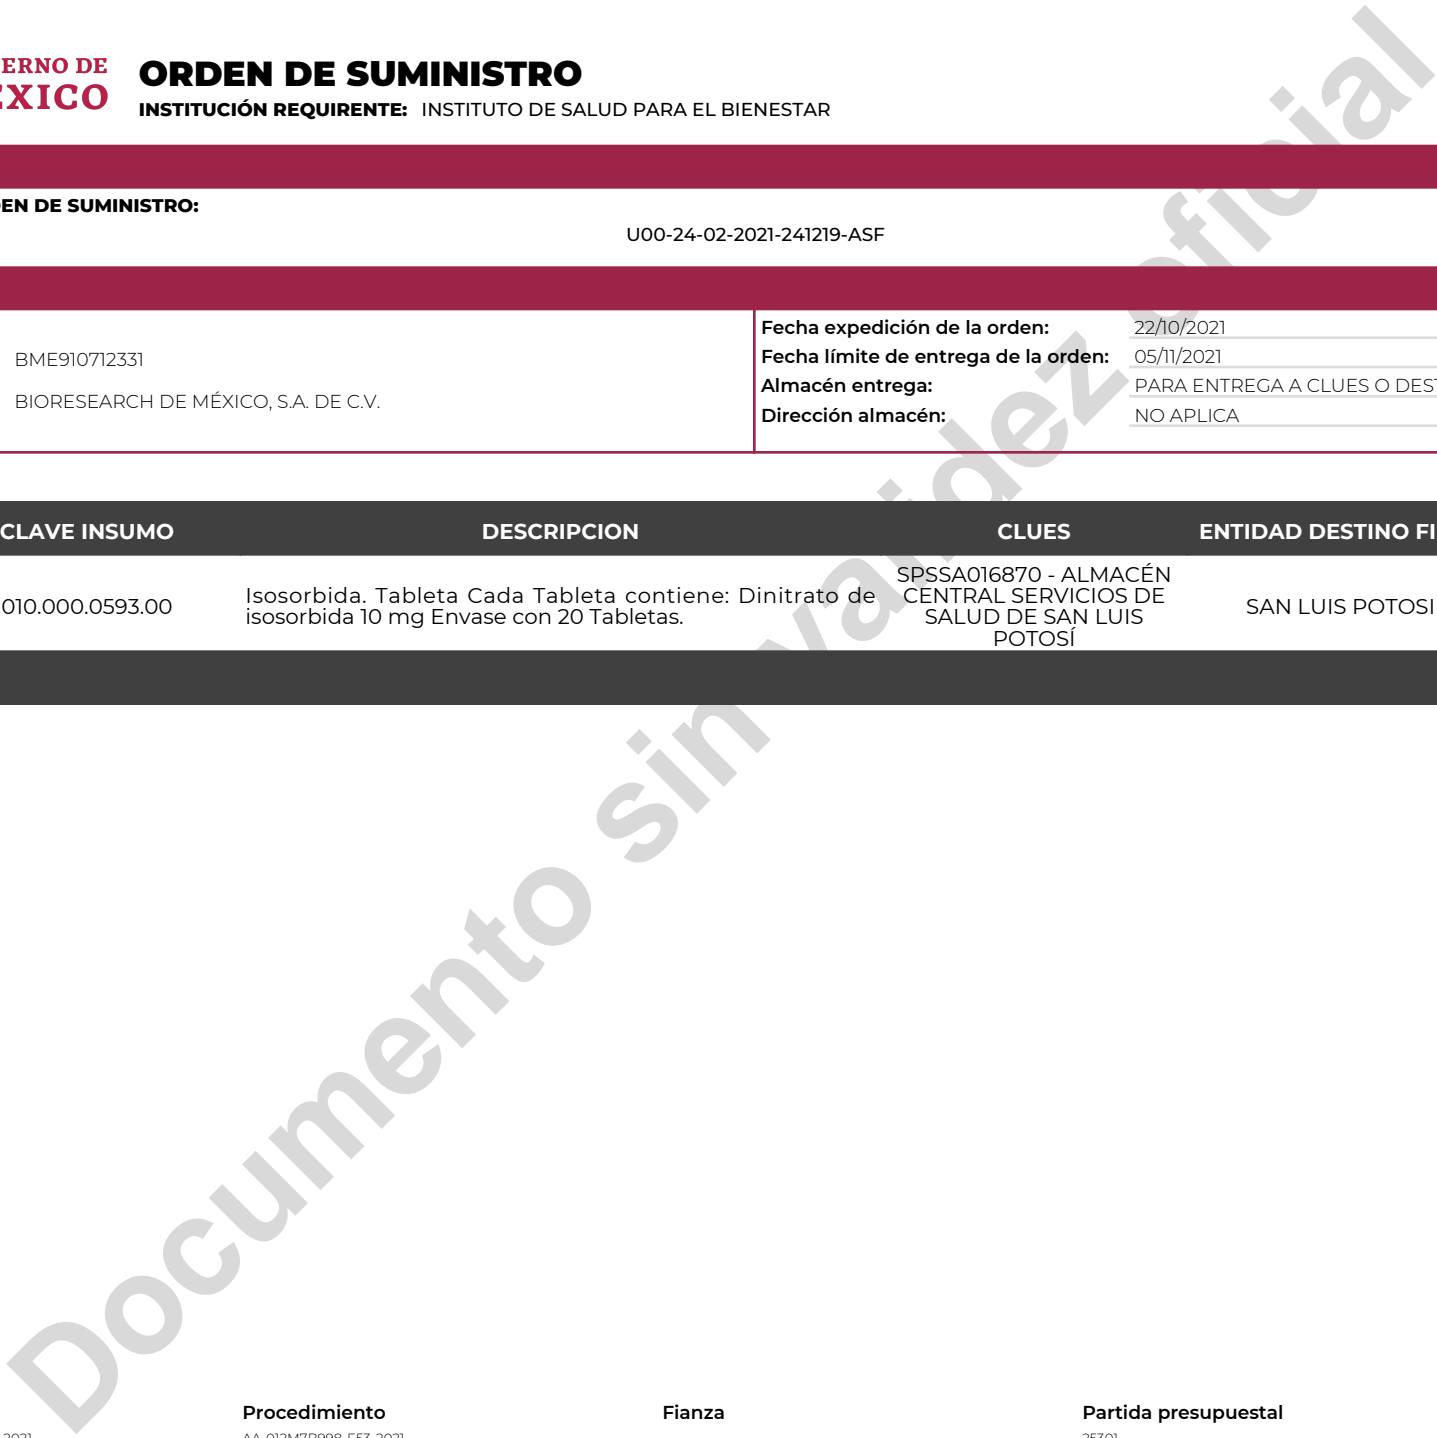 ERNO DE
ÉXICO
ORDEN DE SUMINISTRO
INSTITUCIÓN REQUIRENTE: INSTITUTO DE SALUD PARA EL BIENESTAR
EN DE SUMINISTRO:
U00-24-02-2021-241219-ASF
BME910712331
BIORESEARCH DE MÉXICO, S.A. DE C.V.
Fecha expedición de la orden: 22/10/2021
Fecha límite de entrega de la orden: 05/11/2021
Almacén entrega: PARA ENTREGA A CLUES O DEST
Dirección almacén: NO APLICA
CLAVE INSUMO DESCRIPCION CLUES ENTIDAD DESTINO FI
010.000.0593.00
Isosorbida. Tableta Cada Tableta contiene: Dinitrato de
isosorbida 10 mg Envase con 20 Tabletas.
SPSSA016870 - ALMACÉN
CENTRAL SERVICIOS DE
SALUD DE SAN LUIS
POTOSÍ
SAN LUIS POTOSI
Documento sin validez oficial
Procedimiento Fianza Partida presupuestal